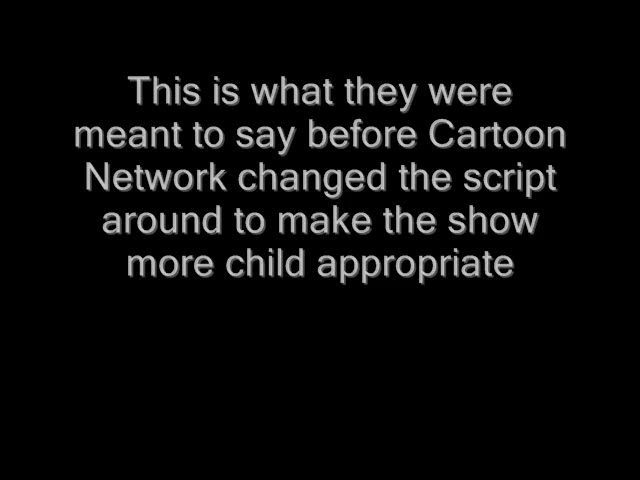 This is what they were
meant to say before Cartoon
Network changed the script
around to make the show
more child appropriate